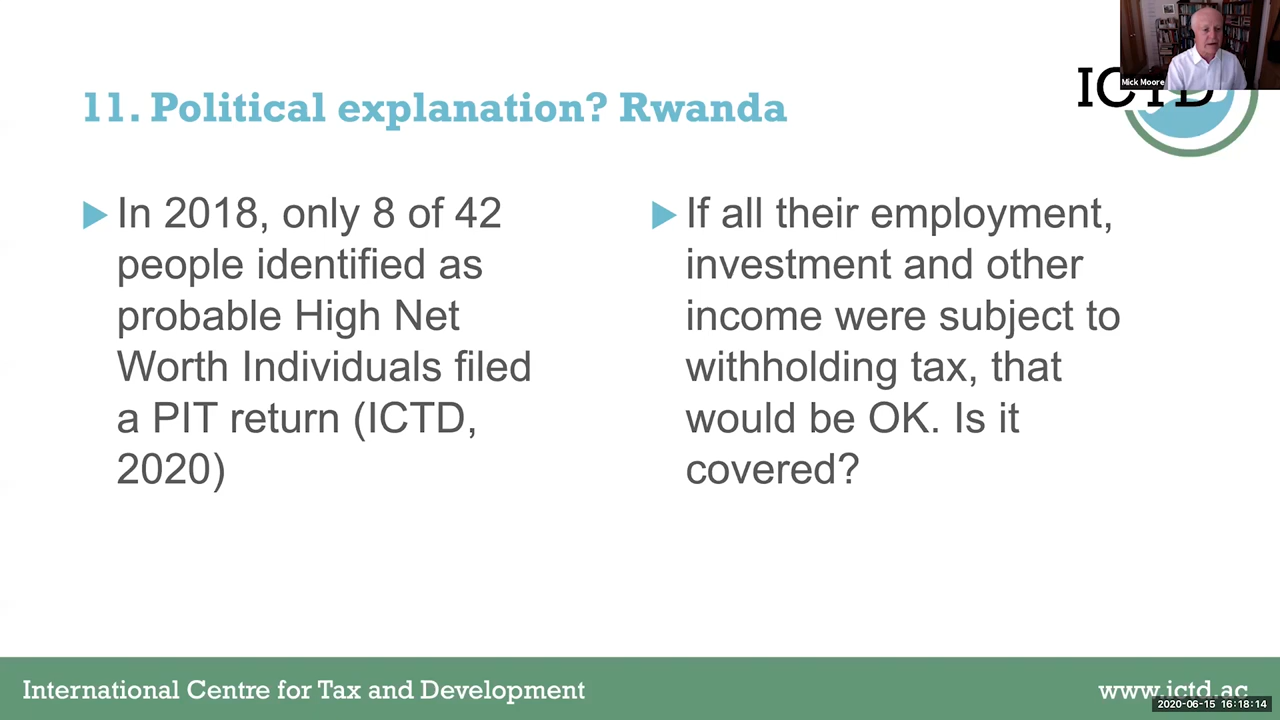 Mick Moore
ICTD
11. Political explanation? Rwanda
In 2018, only 8 of 42
people identified as
probable High Net
Worth Individuals filed
a PIT return (ICTD,
2020)
If all their employment,
investment and other
income were subject to
withholding tax, that
would be OK. Is it
covered?
International Centre for Tax and Development
www.ictd.ac
2020-06-15 16:18:14